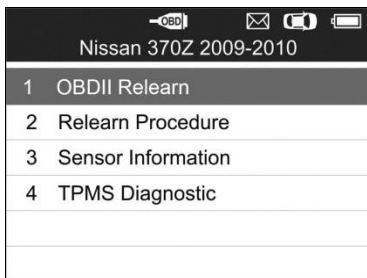 OBD
Nissan 370Z 2009-2010
1 OBDII Relearn
2 Relearn Procedure
3 Sensor Information
4 TPMS Diagnostic